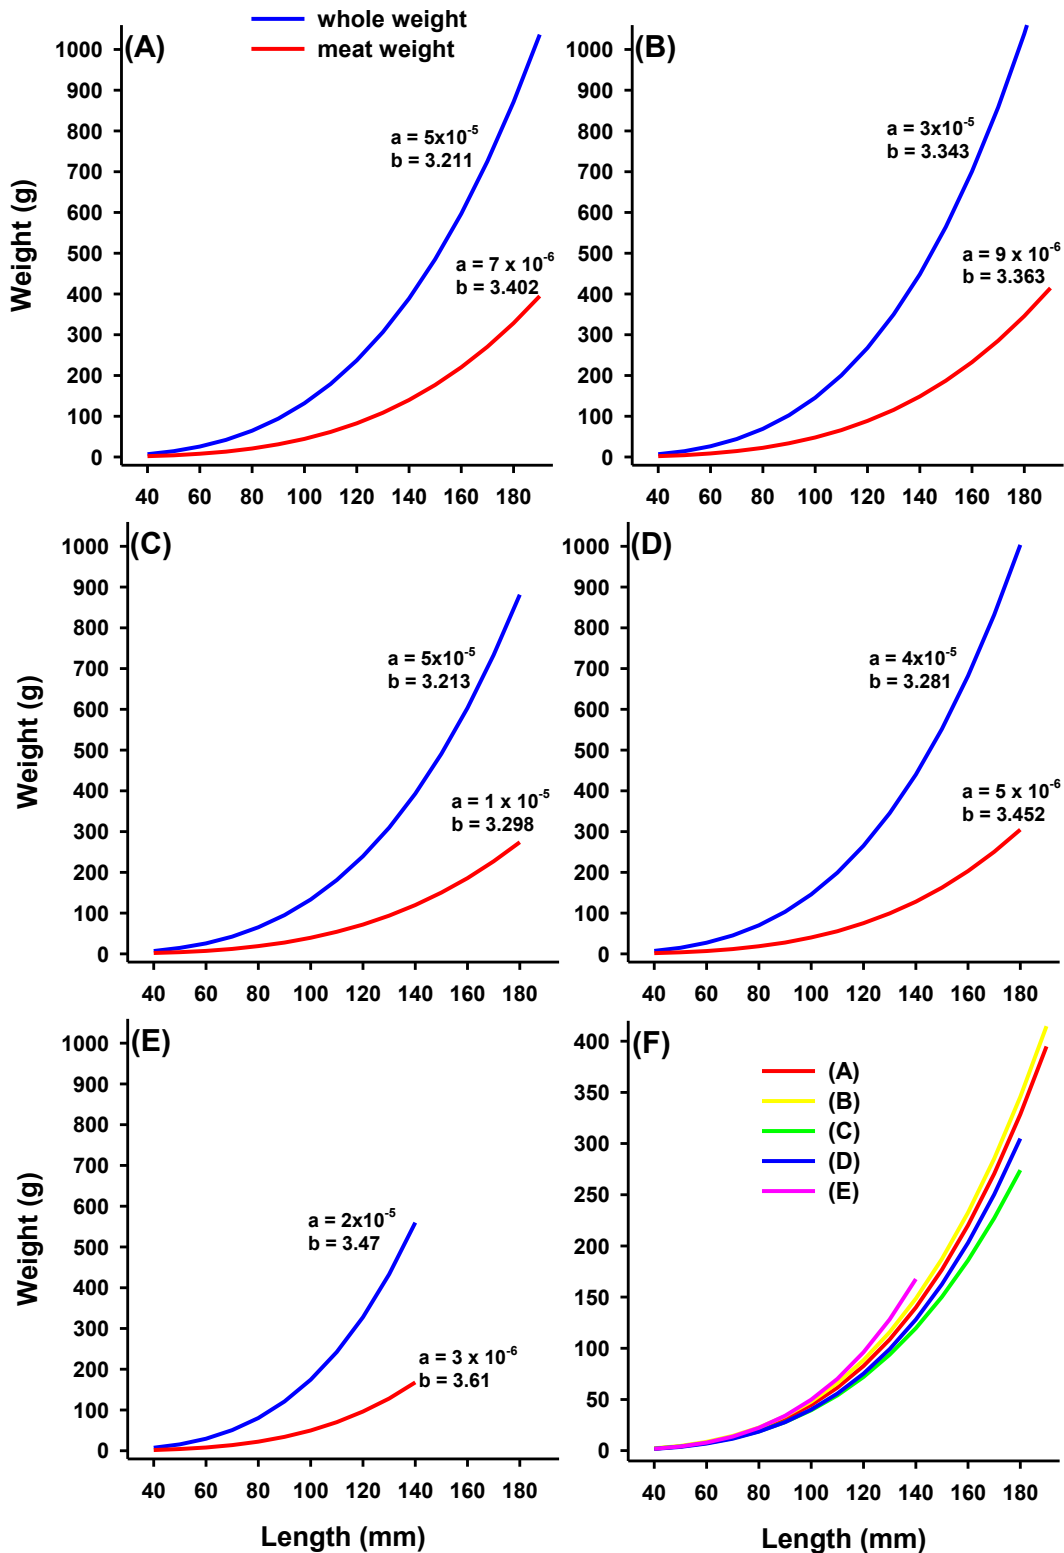 whole weight
meat weight
(A)
1000
900
800
700
600
500
400
300
200
100
0
a = 5x10⁻⁵
b = 3.211
a = 7 x 10⁻⁶
b = 3.402
40 60 80 100 120 140 160 180
Weight (g)
(B)
1000
900
800
700
600
500
400
300
200
100
0
a = 3x10⁻⁵
b = 3.343
a = 9 x 10⁻⁶
b = 3.363
40 60 80 100 120 140 160 180
(C)
1000
900
800
700
600
500
400
300
200
100
0
a = 5x10⁻⁵
b = 3.213
a = 1 x 10⁻⁵
b = 3.298
40 60 80 100 120 140 160 180
Weight (g)
(D)
1000
900
800
700
600
500
400
300
200
100
0
a = 4x10⁻⁵
b = 3.281
a = 5 x 10⁻⁶
b = 3.452
40 60 80 100 120 140 160 180
(E)
1000
900
800
700
600
500
400
300
200
100
0
a = 2x10⁻⁵
b = 3.47
a = 3 x 10⁻⁶
b = 3.61
40 60 80 100 120 140 160 180
Weight (g)
Length (mm)
(F)
400
350
300
250
200
150
100
50
0
(A)
(B)
(C)
(D)
(E)
40 60 80 100 120 140 160 180
Length (mm)